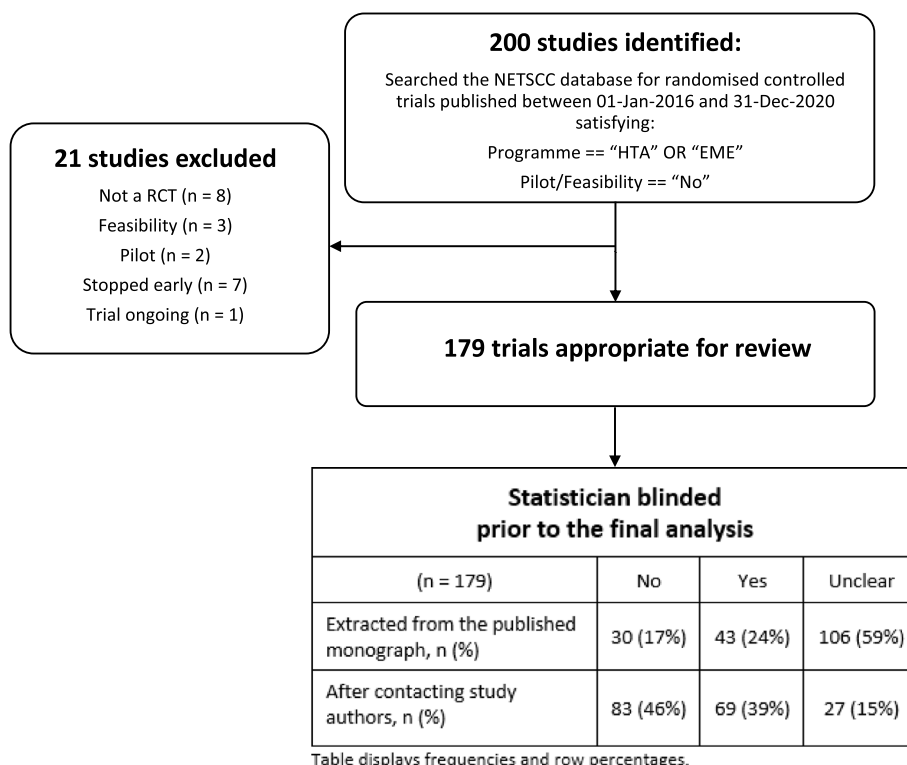 200 studies identified:
Searched the NETSCC database for randomised controlled
trials published between 01-Jan-2016 and 31-Dec-2020
satisfying:
Programme == “HTA” OR “EME”
Pilot/Feasibility == “No”
21 studies excluded
Not a RCT (n = 8)
Feasibility (n = 3)
Pilot (n = 2)
Stopped early (n = 7)
Trial ongoing (n = 1)
179 trials appropriate for review
Statistician blinded
prior to the final analysis
(n = 179) No Yes Unclear
Extracted from the published
monograph, n (%) 30 (17%) 43 (24%) 106 (59%)
After contacting study
authors, n (%) 83 (46%) 69 (39%) 27 (15%)
Table displays frequencies and row percentages.